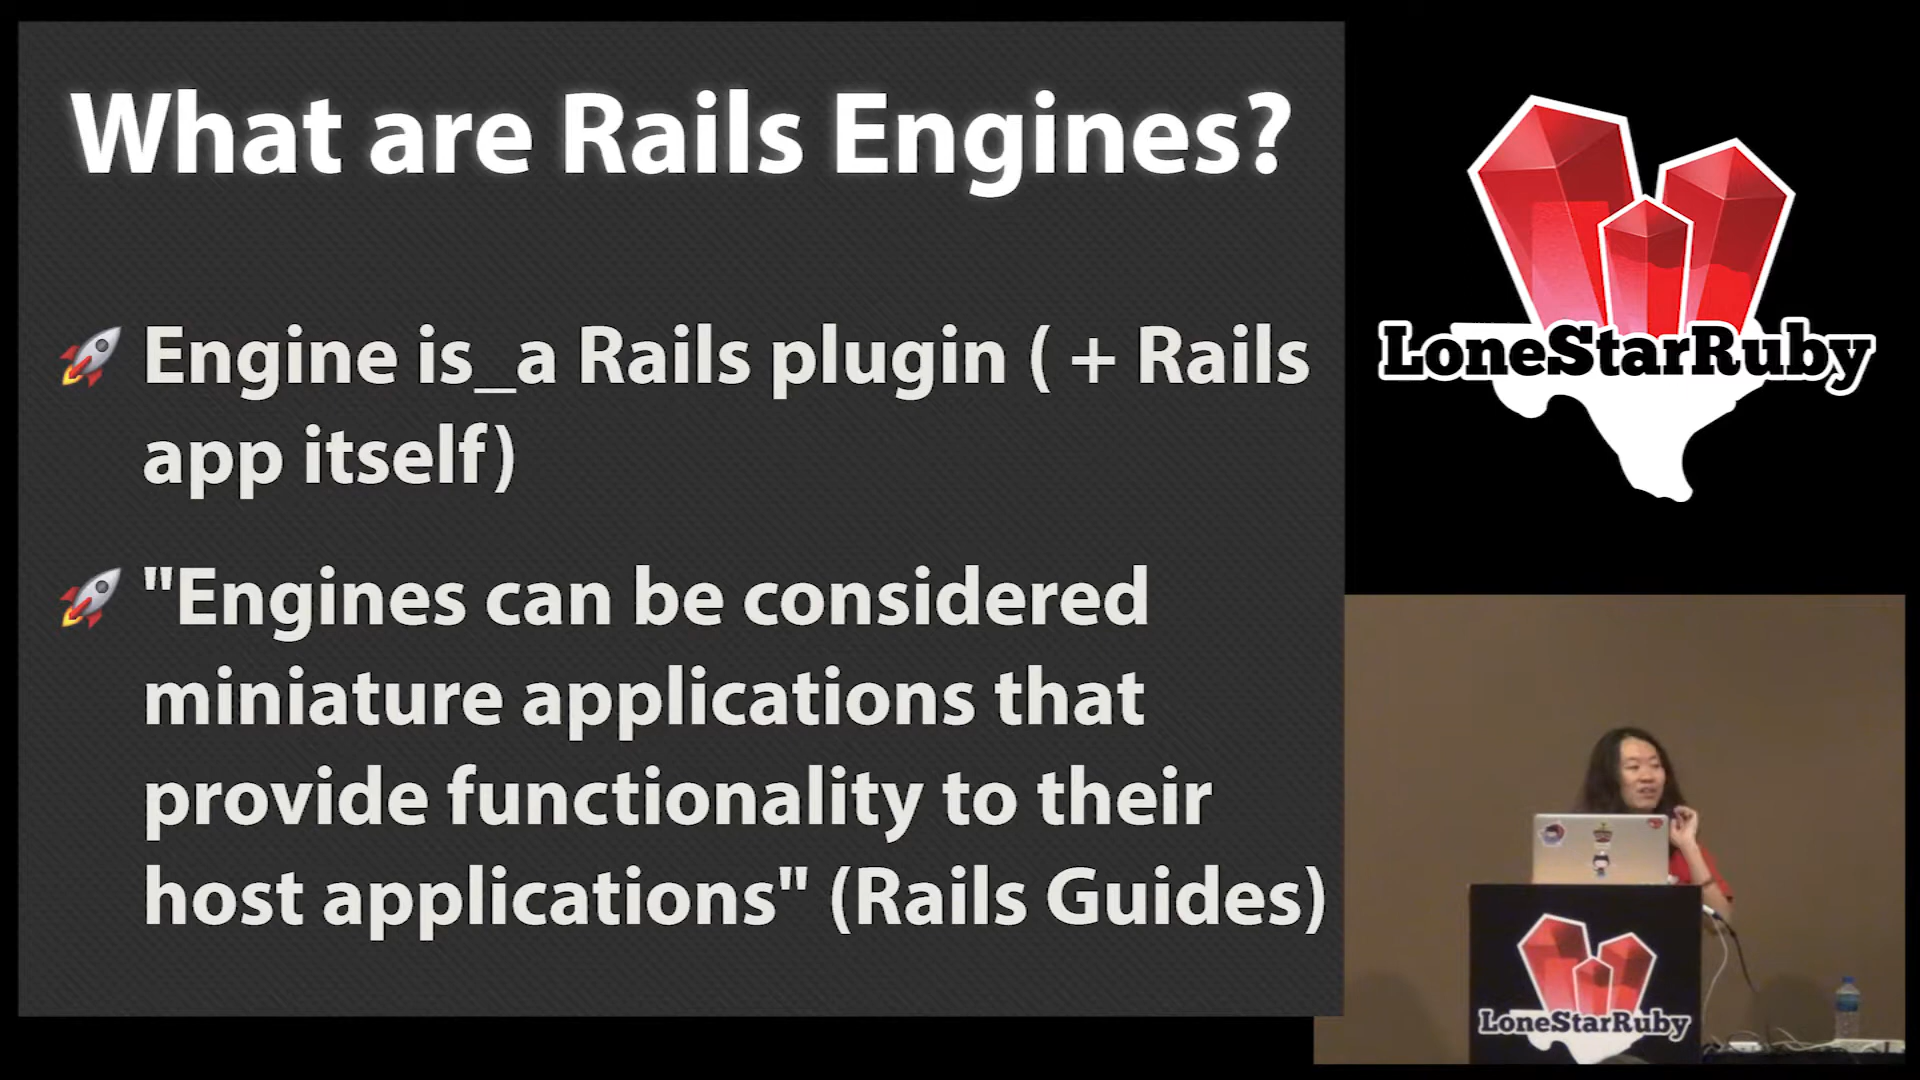 What are Rails Engines?
Engine is_a Rails plugin ( + Rails
app itself)
"Engines can be considered
miniature applications that
provide functionality to their
host applications" (Rails Guides)
LoneStarRuby
LoneStarRuby